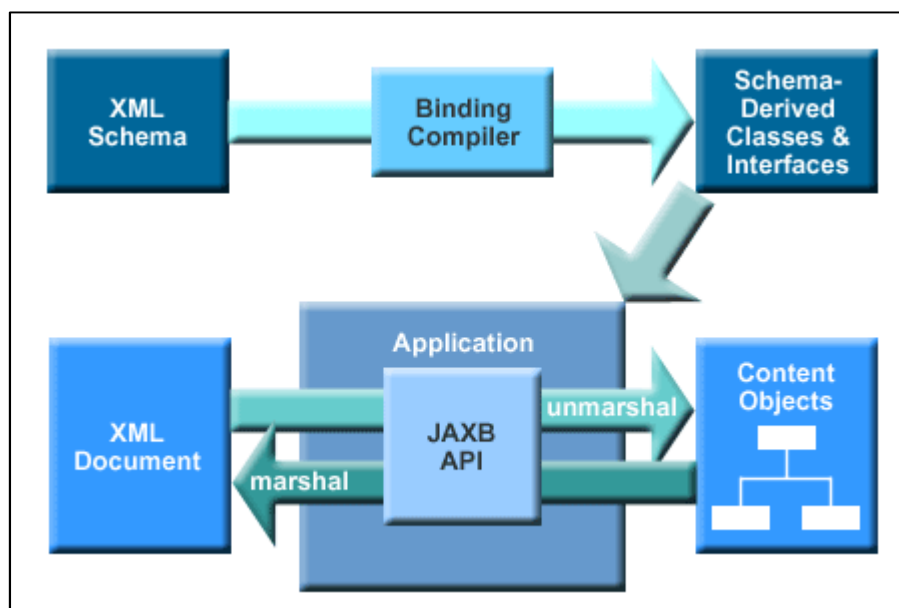 XML
Schema
Binding
Compiler
Schema-
Derived
Classes &
Interfaces
Application
XML
Document
unmarshal
marshal
JAXB
API
Content
Objects